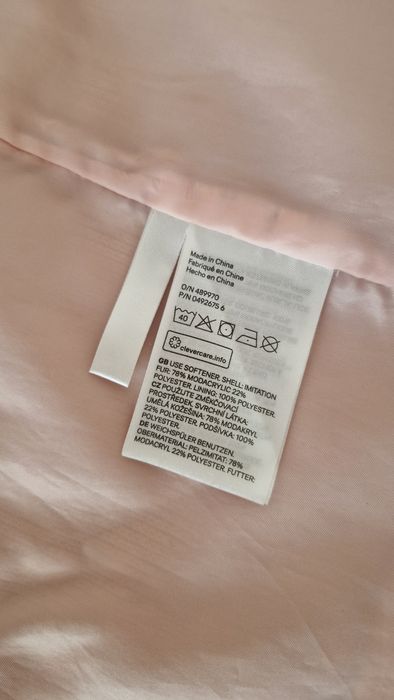 Made in China
Fabriqué en Chine
Hecho en China
O/N 489970
P/N 0492675 6
40
clevercare.info
GB USE SOFTENER. SHELL: IMITATION
FUR: 78% MODACRYLIC 22%
POLYESTER. LINING: 100% POLYESTER.
CZ POUŽIJTE ZMĚKČOVACÍ
PROSTŘEDEK. SVRCHNÍ LÁTKA:
UMĚLÁ KOŽEŠINA: 78% MODAKRYL
22% POLYESTER. PODŠÍVKA: 100%
POLYESTER.
DE WEICHSPÜLER BENUTZEN.
OBERMATERIAL: PELZIMITAT: 78%
MODACRYL 22% POLYESTER. FUTTER: